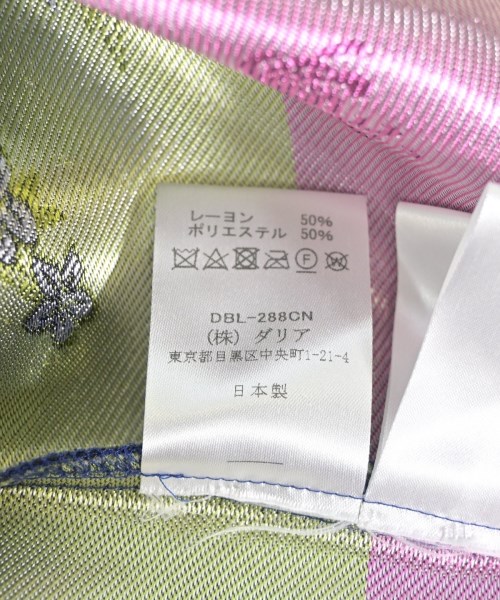 レーヨン 50%
ポリエステル 50%
DBL-288CN
(株) ダリア
東京都目黒区中央町1-21-4
日本製